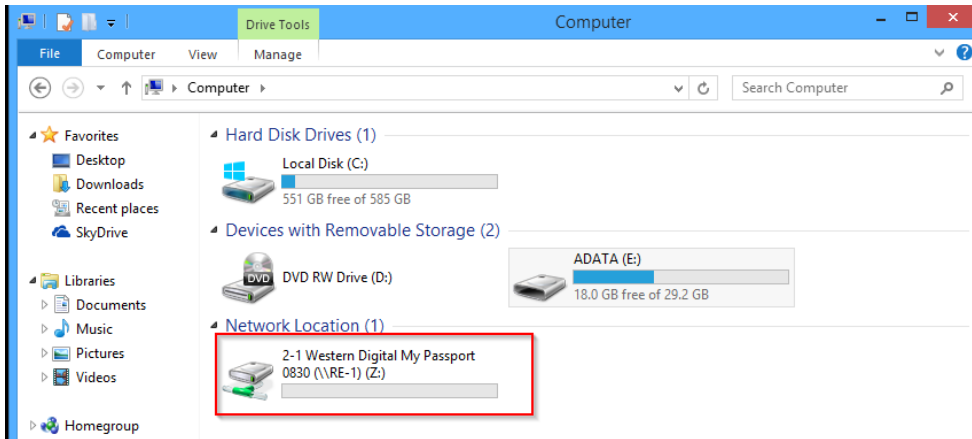 Drive Tools
Computer
File
Computer
View
Manage
Computer
Search Computer
Favorites
Desktop
Downloads
Recent places
SkyDrive
Libraries
Documents
Music
Pictures
Videos
Homegroup
Hard Disk Drives (1)
Local Disk (C:)
551 GB free of 585 GB
Devices with Removable Storage (2)
DVD
DVD RW Drive (D:)
ADATA (E:)
18.0 GB free of 29.2 GB
Network Location (1)
2-1 Western Digital My Passport
0830 (\\RE-1) (Z:)